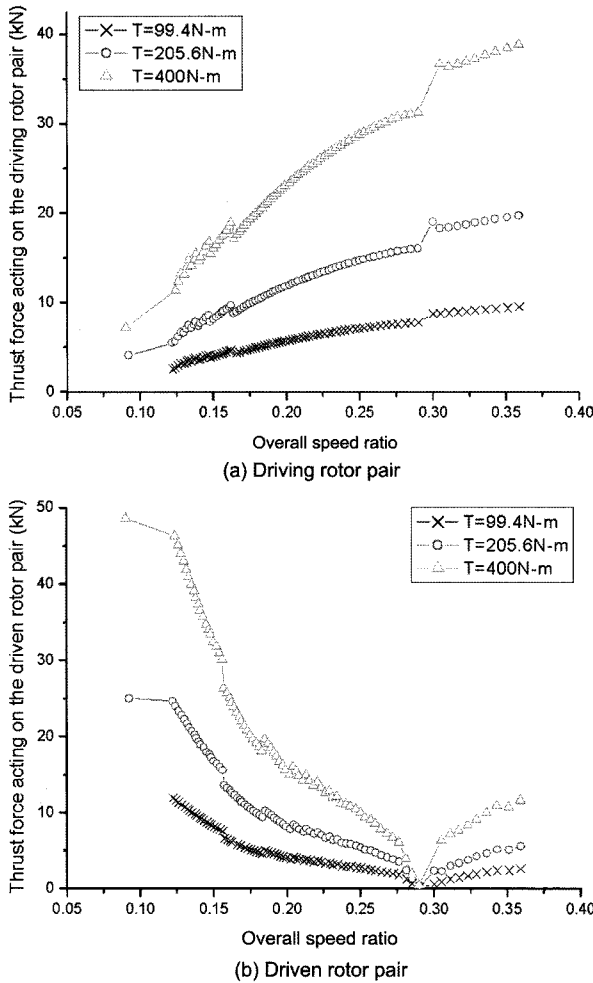 Thrust force acting on the driving rotor pair (kN)
40
30
20
10
0
T=99.4N-m
T=205.6N-m
T=400N-m
0.05 0.10 0.15 0.20 0.25 0.30 0.35 0.40
Overall speed ratio
(a) Driving rotor pair
Thrust force acting on the driven rotor pair (kN)
50
40
30
20
10
0
T=99.4N-m
T=205.6N-m
T=400N-m
0.05 0.10 0.15 0.20 0.25 0.30 0.35 0.40
Overall speed ratio
(b) Driven rotor pair